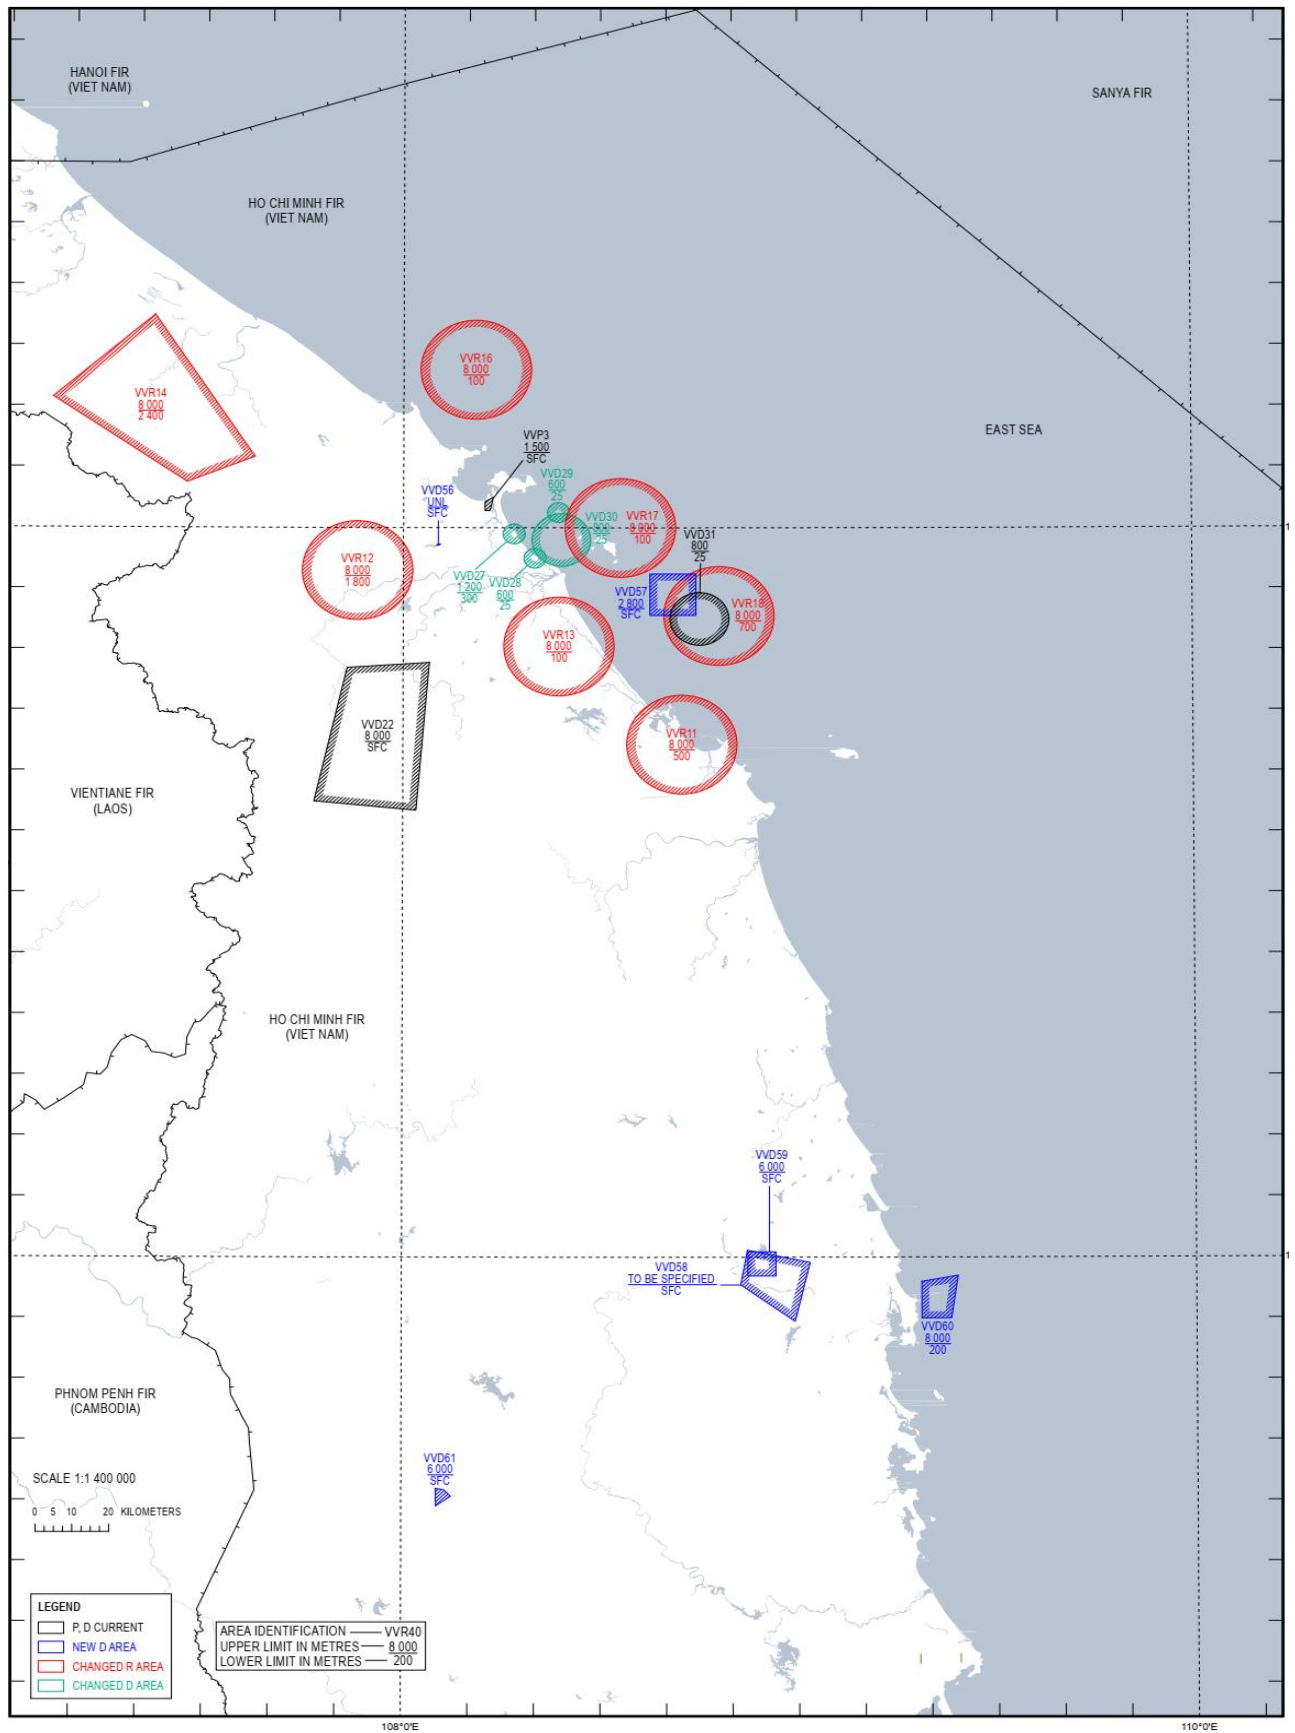 HANOI FIR
(VIET NAM)
SANYA FIR
HO CHI MINH FIR
(VIET NAM)
VVR16
8 000
100
VVR14
8 000
2 400
EAST SEA
VVP3
1 500
SFC
VVD29
600
25
VVD56
UNL
SFC
VVD30
800
25
VVR17
8 000
100
VVD31
800
25
VVR12
8 000
1 800
VVD27
1 200
300
VVD28
600
25
VVD57
2 800
SFC
VVR18
8 000
700
VVR13
8 000
100
VVD22
8 000
SFC
VVR11
8 000
500
VIENTIANE FIR
(LAOS)
HO CHI MINH FIR
(VIET NAM)
VVD59
6 000
SFC
VVD58
TO BE SPECIFIED
SFC
VVD60
8 000
200
PHNOM PENH FIR
(CAMBODIA)
VVD61
6 000
SFC
SCALE 1:1 400 000
0 5 10 20 KILOMETERS
LEGEND
P, D CURRENT
NEW D AREA
CHANGED R AREA
CHANGED D AREA
AREA IDENTIFICATION VVR40
UPPER LIMIT IN METRES 8 000
LOWER LIMIT IN METRES 200
108°0'E
110°0'E